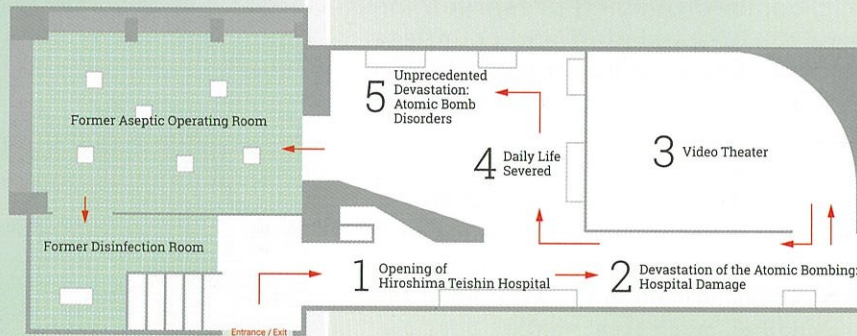 Former Aseptic Operating Room
Former Disinfection Room
Entrance / Exit
1 Opening of
Hiroshima Teishin Hospital
2 Devastation of the Atomic Bombing:
Hospital Damage
3 Video Theater
4 Daily Life
Severed
5 Unprecedented
Devastation:
Atomic Bomb
Disorders